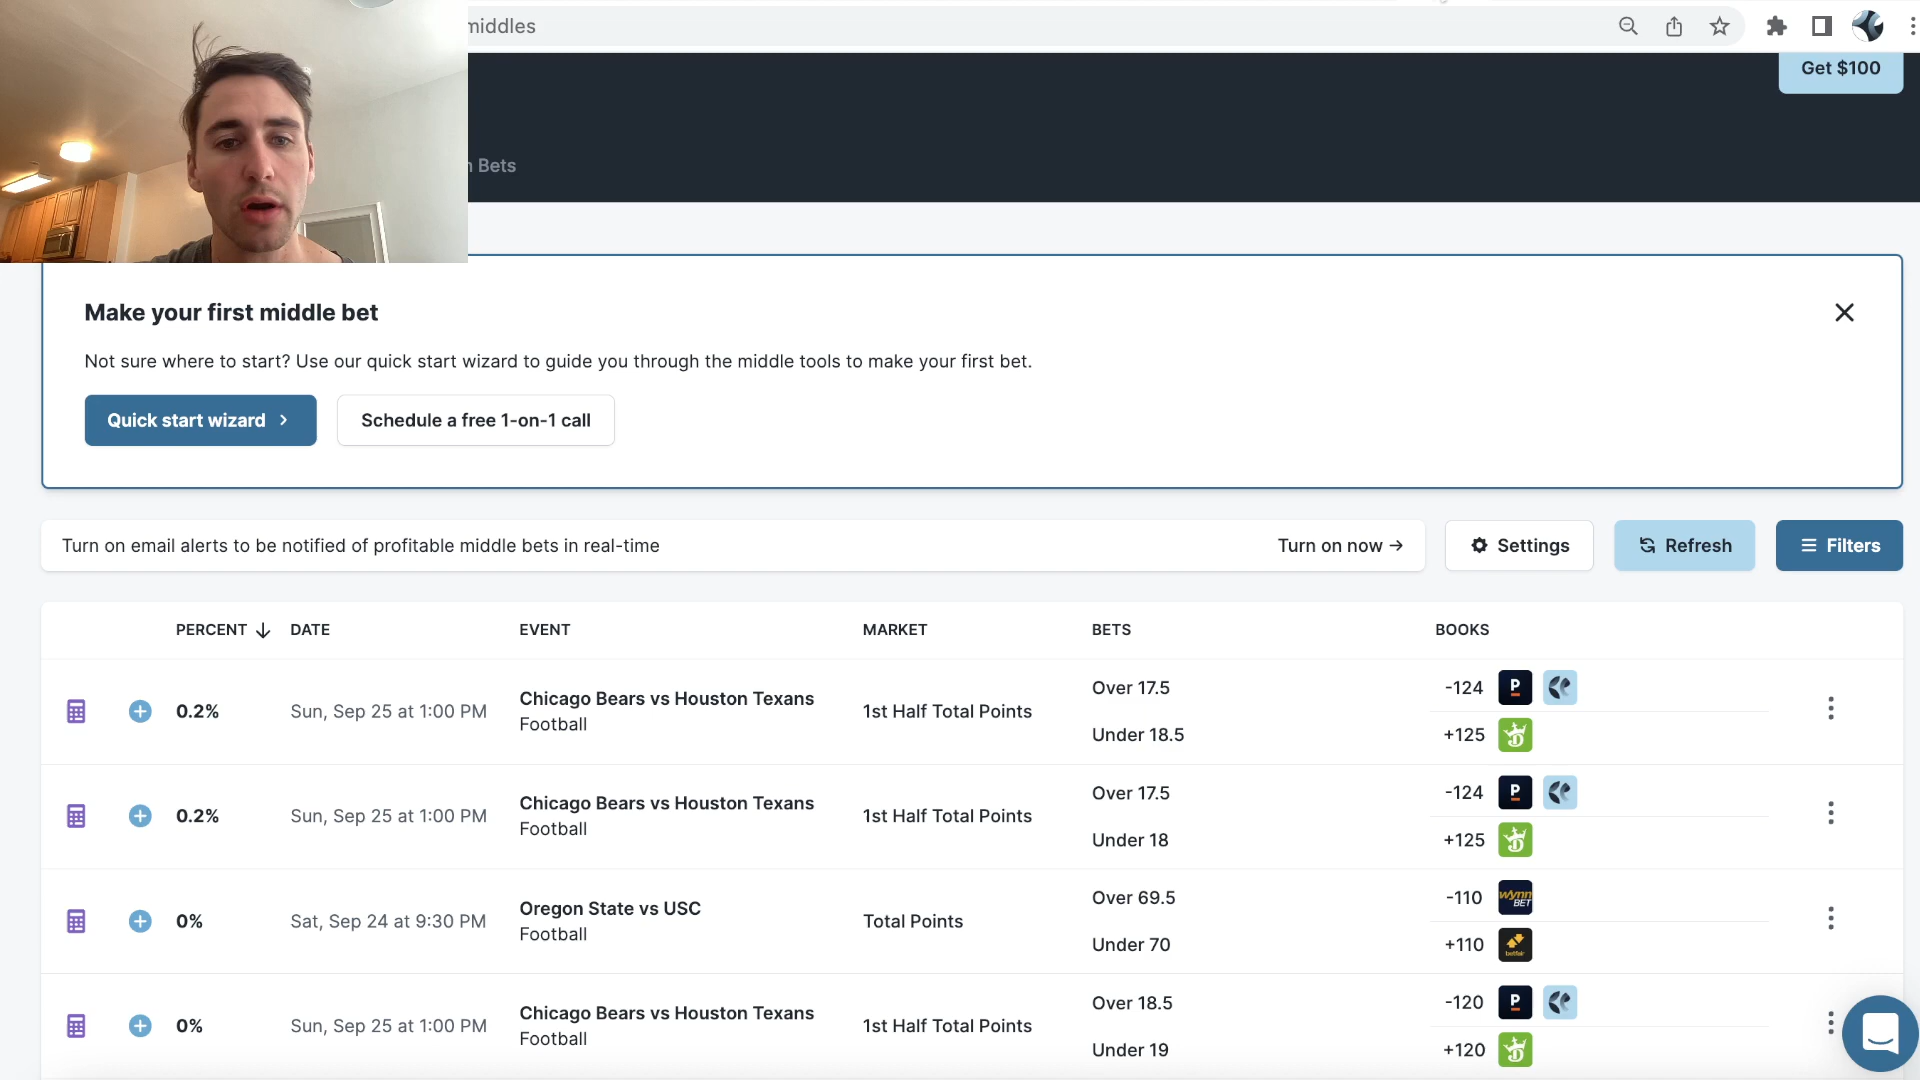 middles
Get $100
n Bets
Make your first middle bet
Not sure where to start? Use our quick start wizard to guide you through the middle tools to make your first bet.
Quick start wizard
Schedule a free 1-on-1 call
Turn on email alerts to be notified of profitable middle bets in real-time
Turn on now →
Settings
Refresh
Filters
PERCENT ↓ DATE EVENT MARKET BETS BOOKS
0.2% Sun, Sep 25 at 1:00 PM
Chicago Bears vs Houston Texans
Football
1st Half Total Points
Over 17.5
Under 18.5
-124 P
+125
0.2% Sun, Sep 25 at 1:00 PM
Chicago Bears vs Houston Texans
Football
1st Half Total Points
Over 17.5
Under 18
-124 P
+125
0% Sat, Sep 24 at 9:30 PM
Oregon State vs USC
Football
Total Points
Over 69.5
Under 70
-110 WYNN BET
+110 betfair
0% Sun, Sep 25 at 1:00 PM
Chicago Bears vs Houston Texans
Football
1st Half Total Points
Over 18.5
Under 19
-120 P
+120